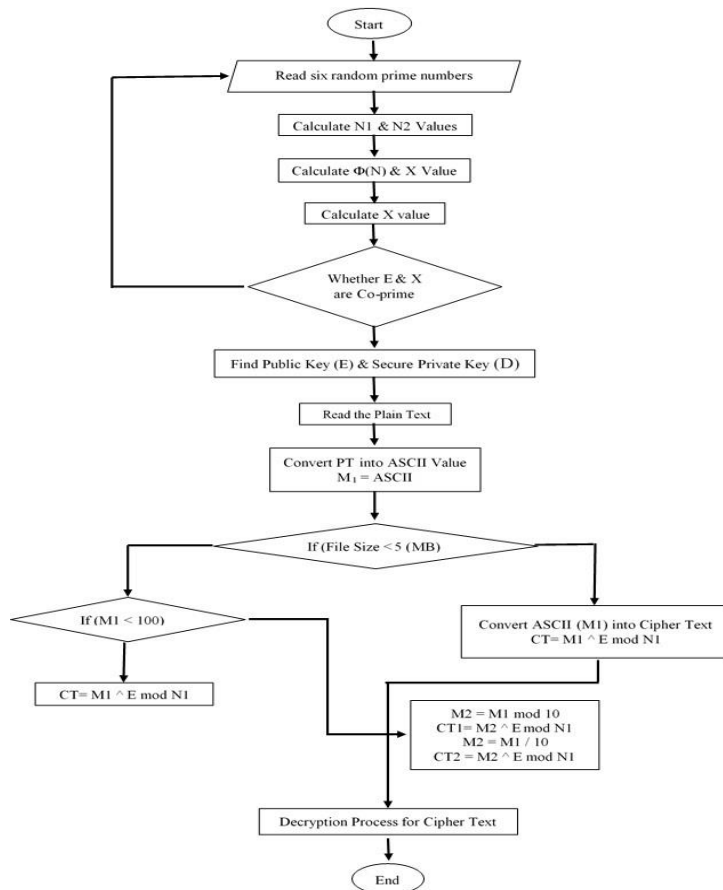 Start
Read six random prime numbers
Calculate N1 & N2 Values
Calculate Φ(N) & X Value
Calculate X value
Whether E & X
are Co-prime
Find Public Key (E) & Secure Private Key (D)
Read the Plain Text
Convert PT into ASCII Value
M₁ = ASCII
If (File Size < 5 (MB)
If (M1 < 100)
Convert ASCII (M1) into Cipher Text
CT= M1 ^ E mod N1
CT= M1 ^ E mod N1
M2 = M1 mod 10
CT1= M2 ^ E mod N1
M2 = M1 / 10
CT2 = M2 ^ E mod N1
Decryption Process for Cipher Text
End